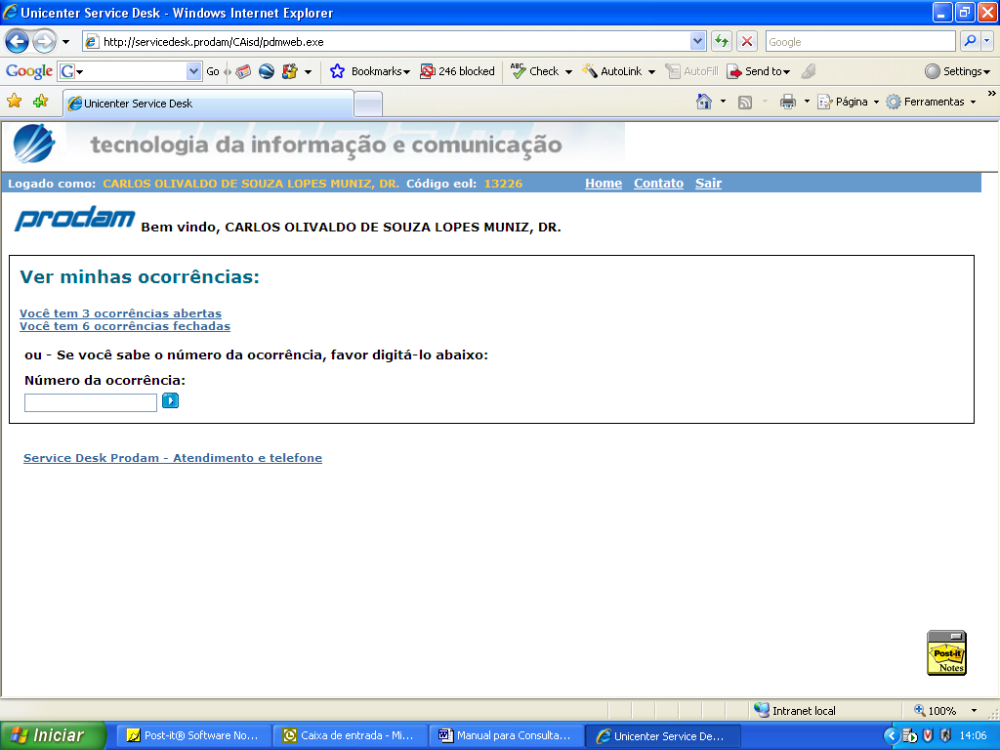 Unicenter Service Desk - Windows Internet Explorer
http://servicedesk.prodam/CAisd/pdmweb.exe
Google
Google G Go Bookmarks 246 blocked ABC Check AutoLink AutoFill Send to Settings
Unicenter Service Desk Página Ferramentas »
tecnologia da informação e comunicação
Logado como: CARLOS OLIVALDO DE SOUZA LOPES MUNIZ, DR. Código eol: 13226 Home Contato Sair
prodam Bem vindo, CARLOS OLIVALDO DE SOUZA LOPES MUNIZ, DR.
Ver minhas ocorrências:
Você tem 3 ocorrências abertas
Você tem 6 ocorrências fechadas
ou - Se você sabe o número da ocorrência, favor digitá-lo abaixo:
Número da ocorrência:
Service Desk Prodam - Atendimento e telefone
Post-it
Notes
Intranet local 100%
Iniciar Post-it® Software No... Caixa de entrada - Mi... Manual para Consulta... Unicenter Service De... 14:06